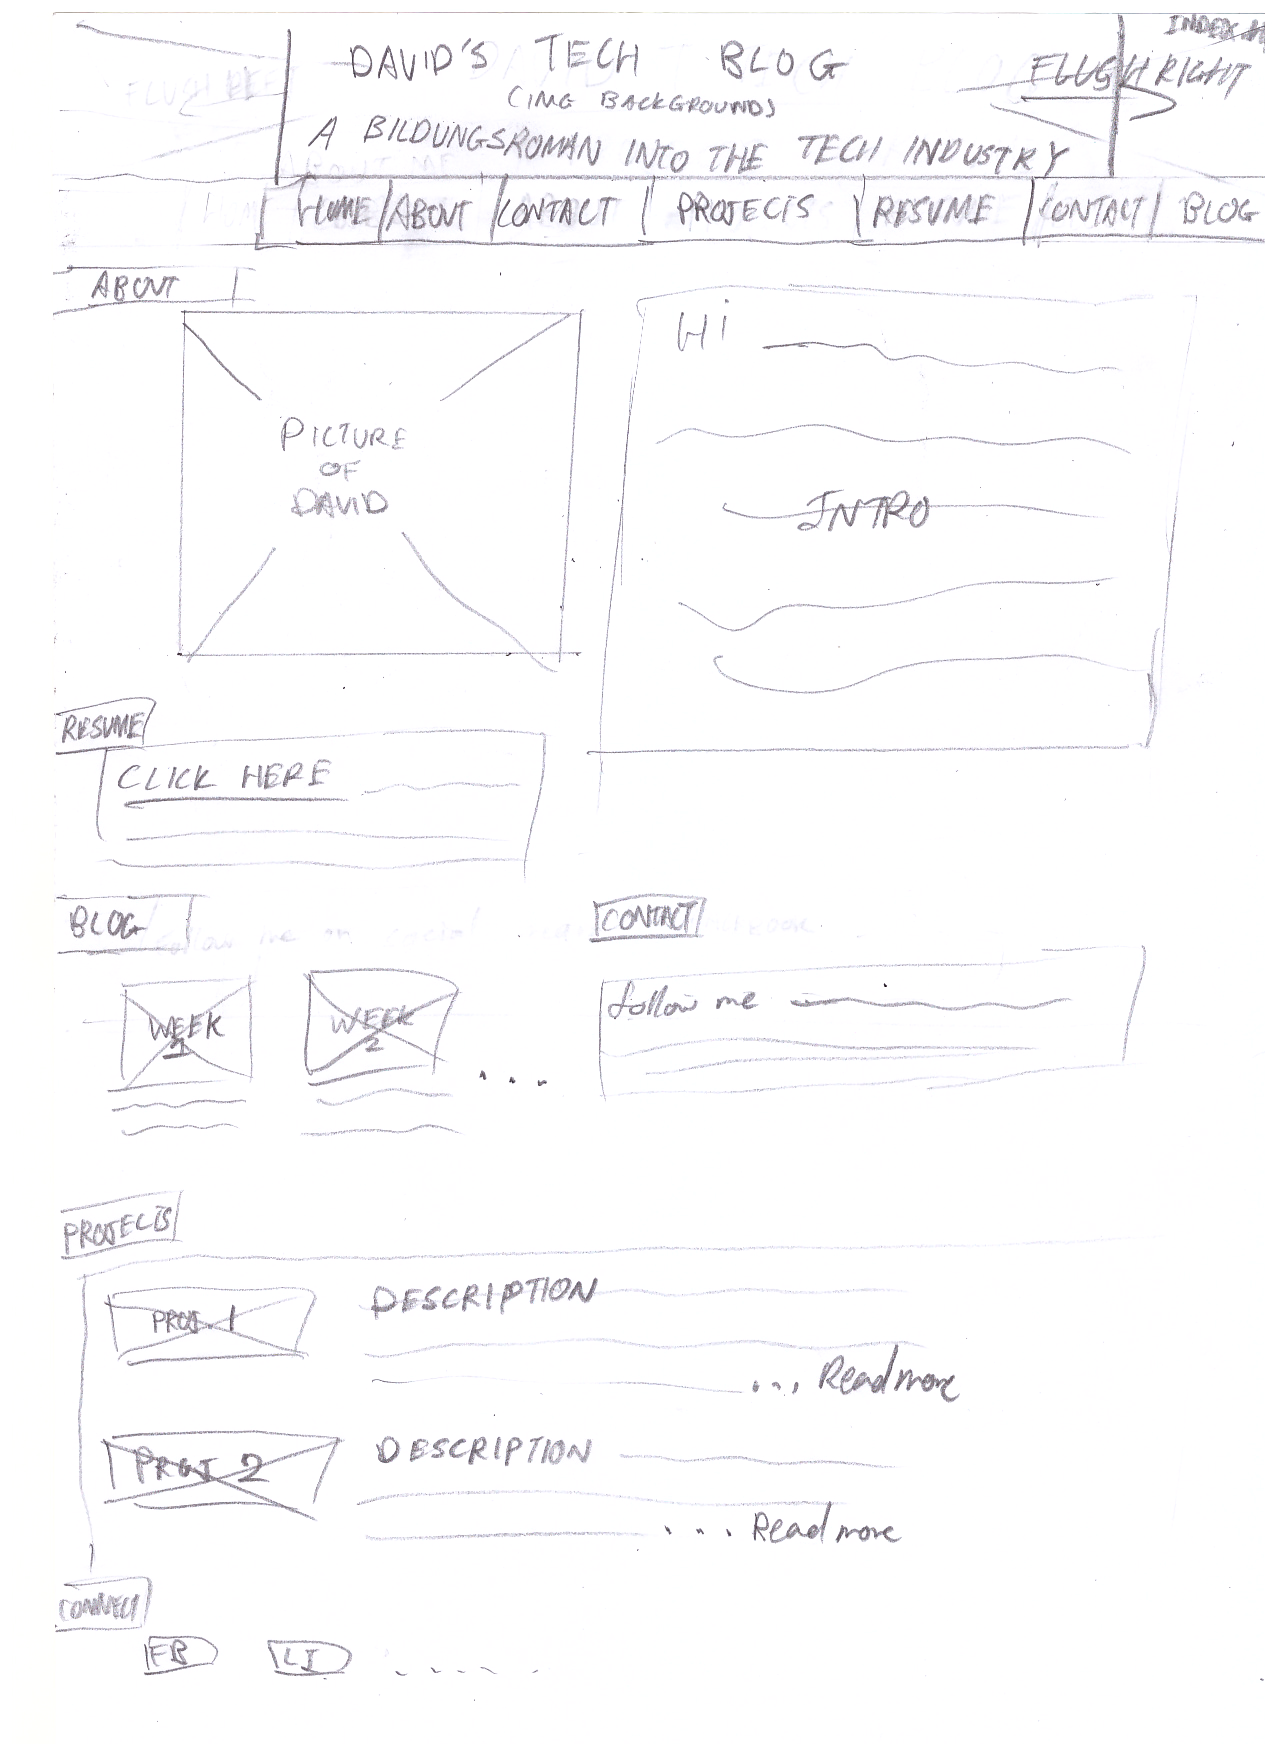 INDEX
DAVID'S TECH BLOG
(IMG BACKGROUNDS)
FLUSH RIGHT
A BILDUNGSROMAN INTO THE TECH INDUSTRY
HOME ABOUT CONTACT PROJECTS RESUME CONTACT BLOG
ABOUT
Hi
PICTURE
OF
DAVID
INTRO
RESUME
CLICK HERE
BLOG
CONTACT
WEEK
1
WEEK
2
...
follow me
PROJECTS
PROJ. 1
DESCRIPTION
... Read more
PROJ 2
DESCRIPTION
.... Read more
CONNECT
FB LI ......